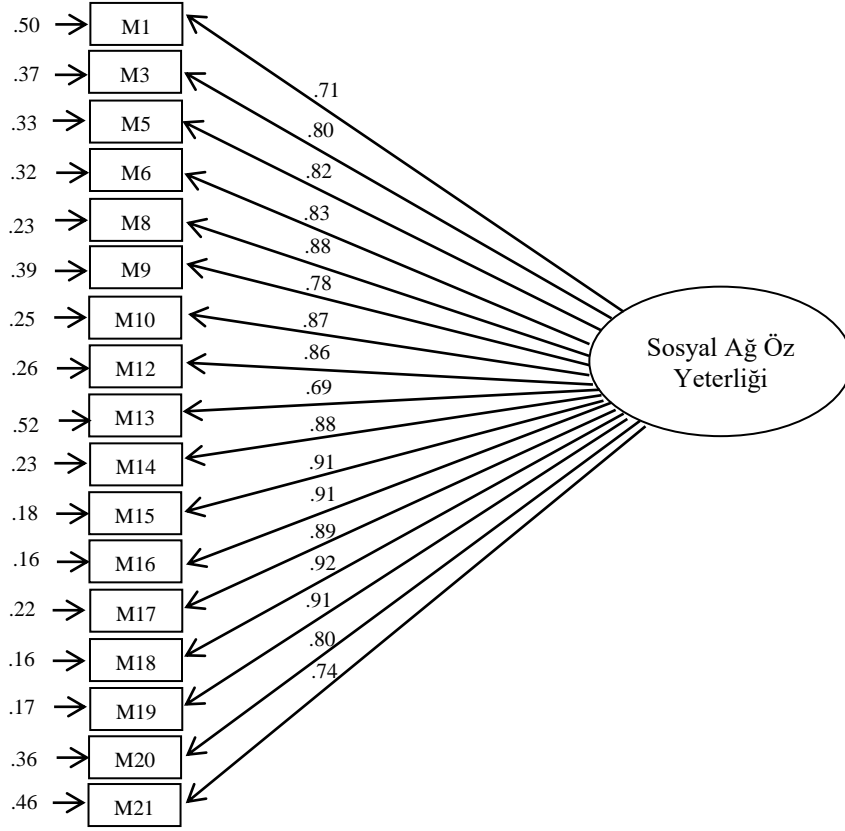 .50 M1
.37 M3
.33 M5
.32 M6
.23 M8
.39 M9
.25 M10
.26 M12
.52 M13
.23 M14
.18 M15
.16 M16
.22 M17
.16 M18
.17 M19
.36 M20
.46 M21
.71
.80
.82
.83
.88
.78
.87
.86
.69
.88
.91
.91
.89
.92
.91
.80
.74
Sosyal Ağ Öz
Yeterliği